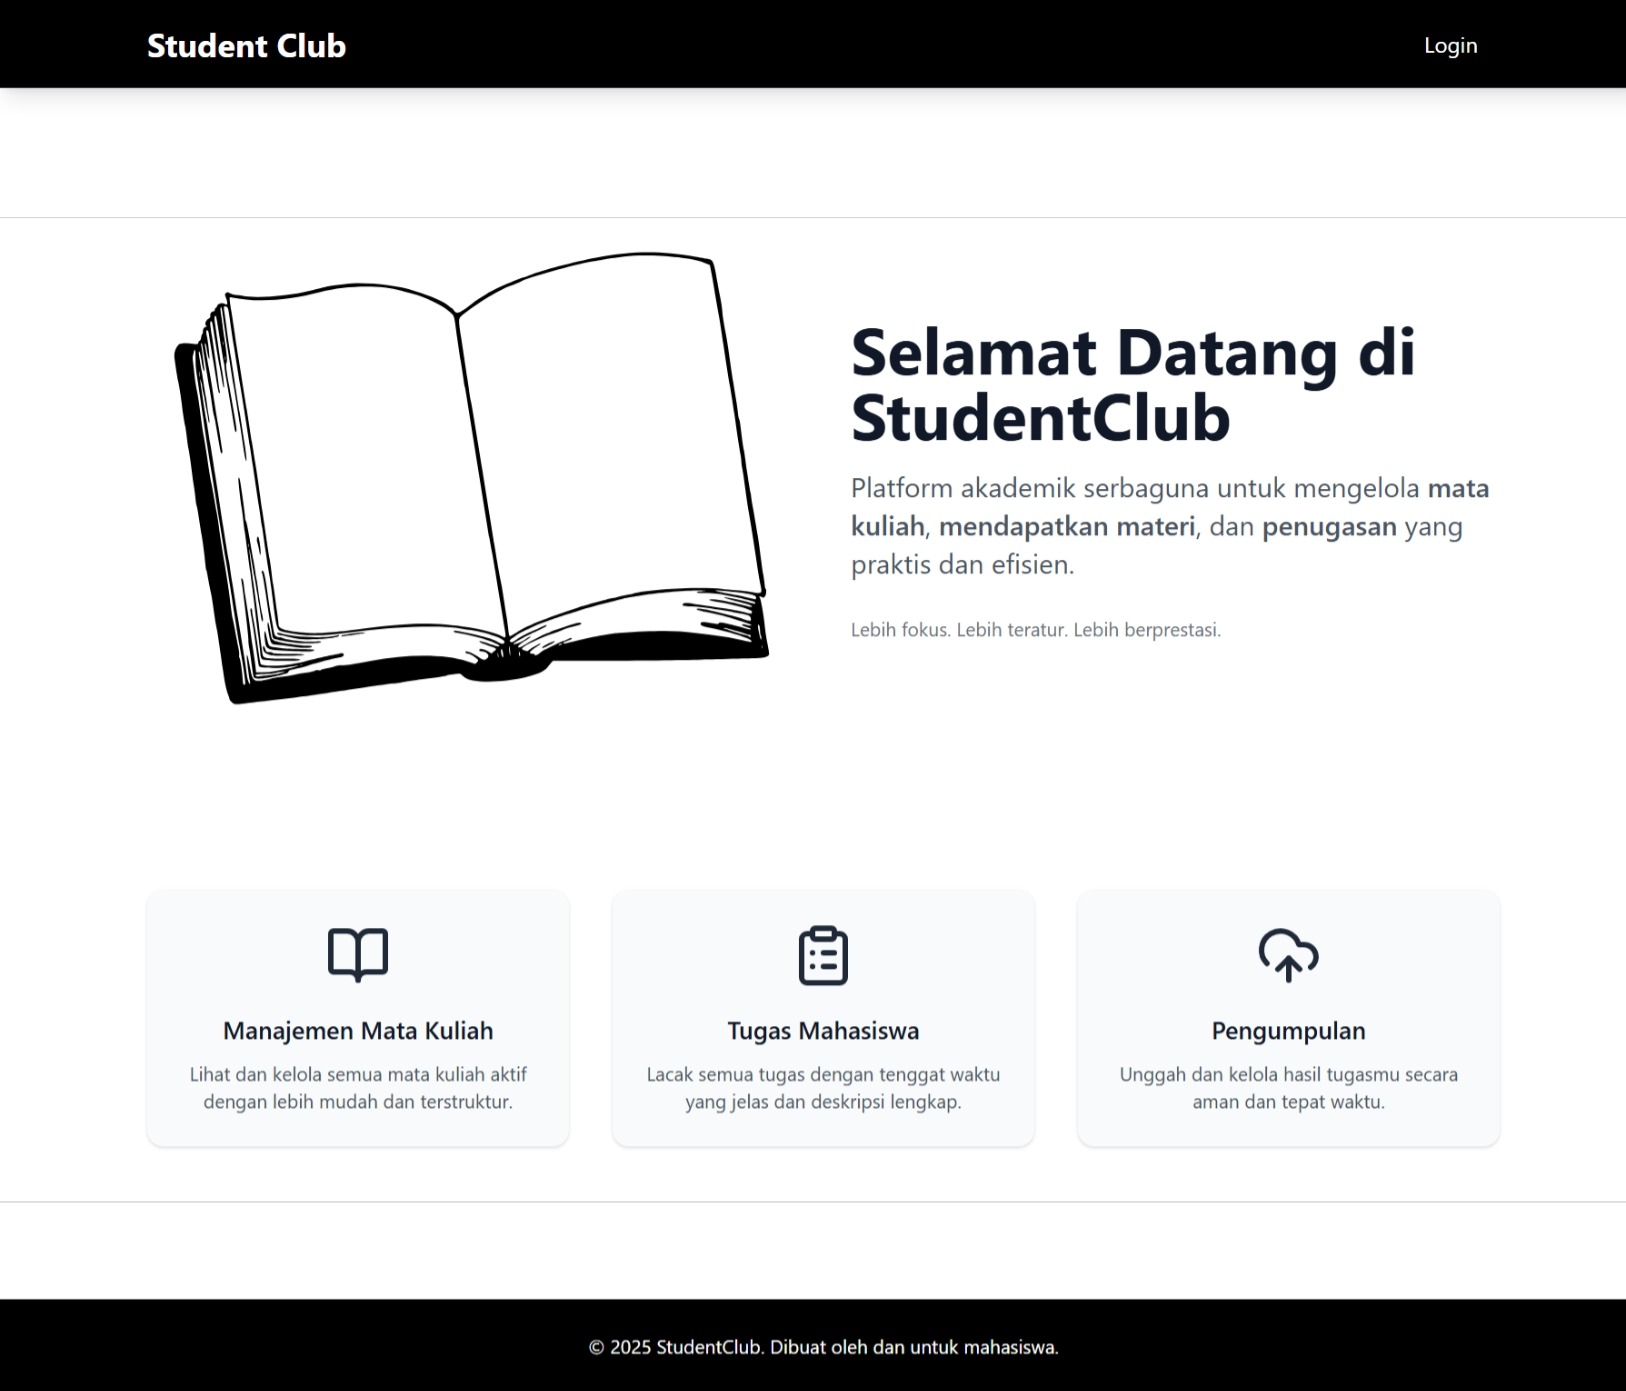 Student Club
Login
Selamat Datang di
StudentClub
Platform akademik serbaguna untuk mengelola mata
kuliah, mendapatkan materi, dan penugasan yang
praktis dan efisien.
Lebih fokus. Lebih teratur. Lebih berprestasi.
Manajemen Mata Kuliah
Lihat dan kelola semua mata kuliah aktif
dengan lebih mudah dan terstruktur.
Tugas Mahasiswa
Lacak semua tugas dengan tenggat waktu
yang jelas dan deskripsi lengkap.
Pengumpulan
Unggah dan kelola hasil tugasmu secara
aman dan tepat waktu.
© 2025 StudentClub. Dibuat oleh dan untuk mahasiswa.